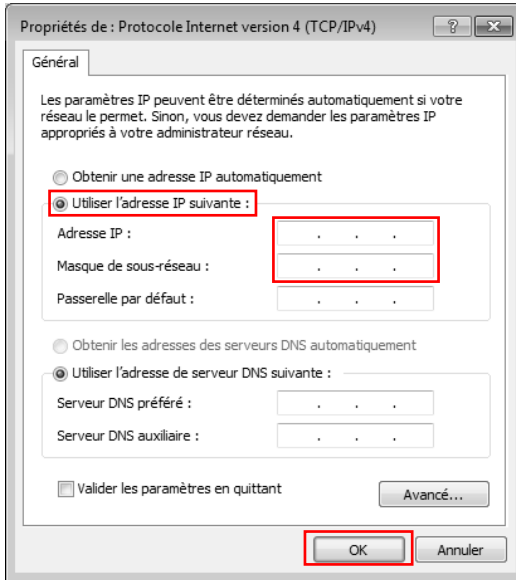 Propriétés de : Protocole Internet version 4 (TCP/IPv4)
Général
Les paramètres IP peuvent être déterminés automatiquement si votre
réseau le permet. Sinon, vous devez demander les paramètres IP
appropriés à votre administrateur réseau.
Obtenir une adresse IP automatiquement
Utiliser l'adresse IP suivante :
Adresse IP : . . .
Masque de sous-réseau : . . .
Passerelle par défaut : . . .
Obtenir les adresses des serveurs DNS automatiquement
Utiliser l'adresse de serveur DNS suivante :
Serveur DNS préféré : . . .
Serveur DNS auxiliaire : . . .
Valider les paramètres en quittant
Avancé...
OK Annuler